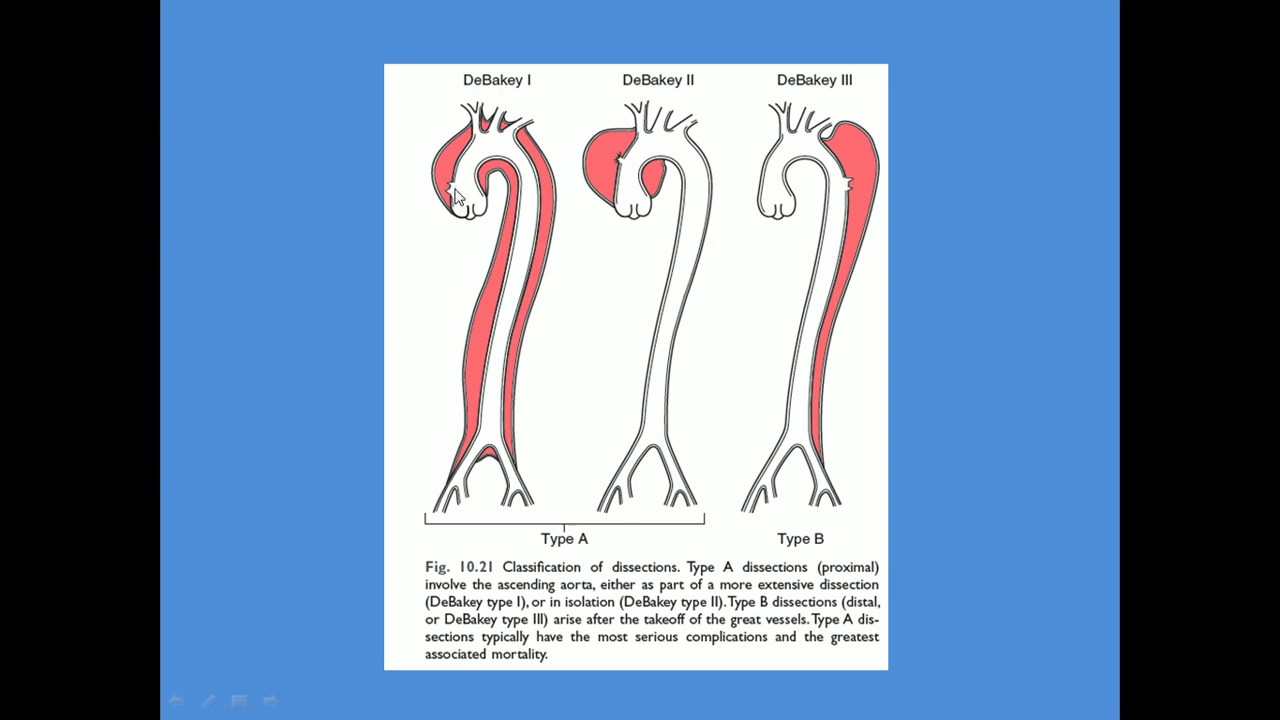 DeBakey I DeBakey II DeBakey III
Type A Type B
Fig. 10.21 Classification of dissections. Type A dissections (proximal)
involve the ascending aorta, either as part of a more extensive dissection
(DeBakey type I), or in isolation (DeBakey type II). Type B dissections (distal,
or DeBakey type III) arise after the takeoff of the great vessels. Type A dis-
sections typically have the most serious complications and the greatest
associated mortality.